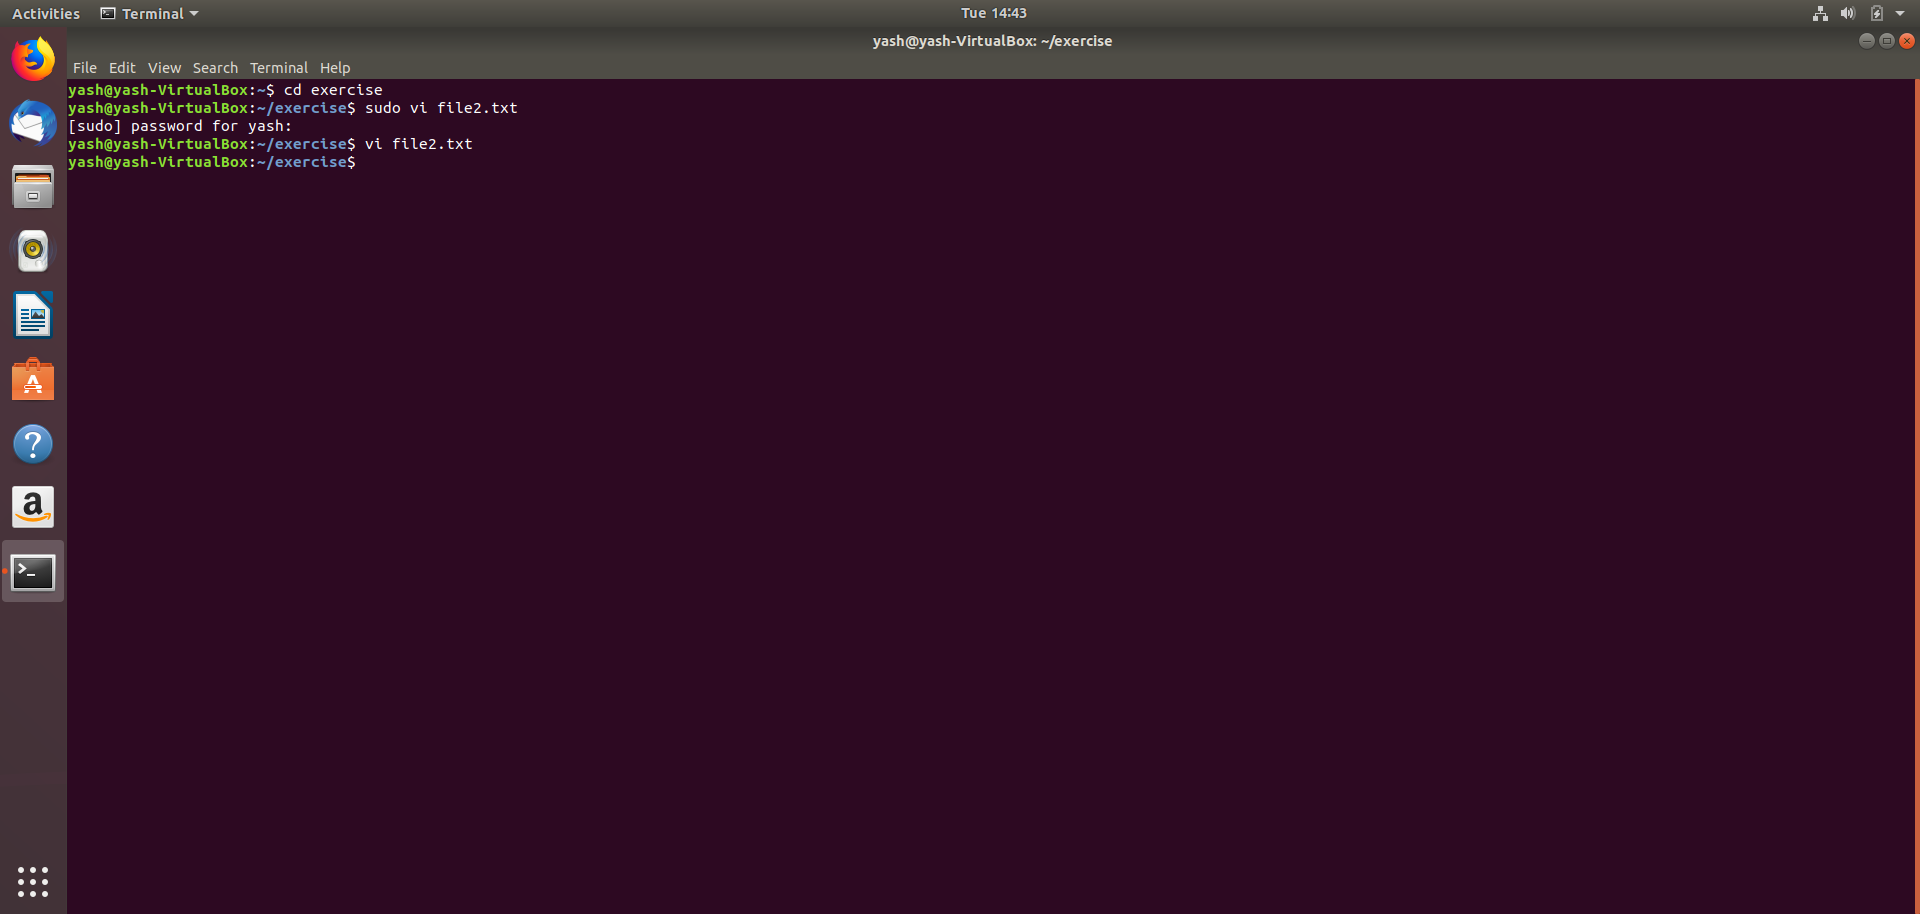 Activities Terminal Tue 14:43
yash@yash-VirtualBox: ~/exercise
File Edit View Search Terminal Help
yash@yash-VirtualBox:~$ cd exercise
yash@yash-VirtualBox:~/exercise$ sudo vi file2.txt
[sudo] password for yash:
yash@yash-VirtualBox:~/exercise$ vi file2.txt
yash@yash-VirtualBox:~/exercise$